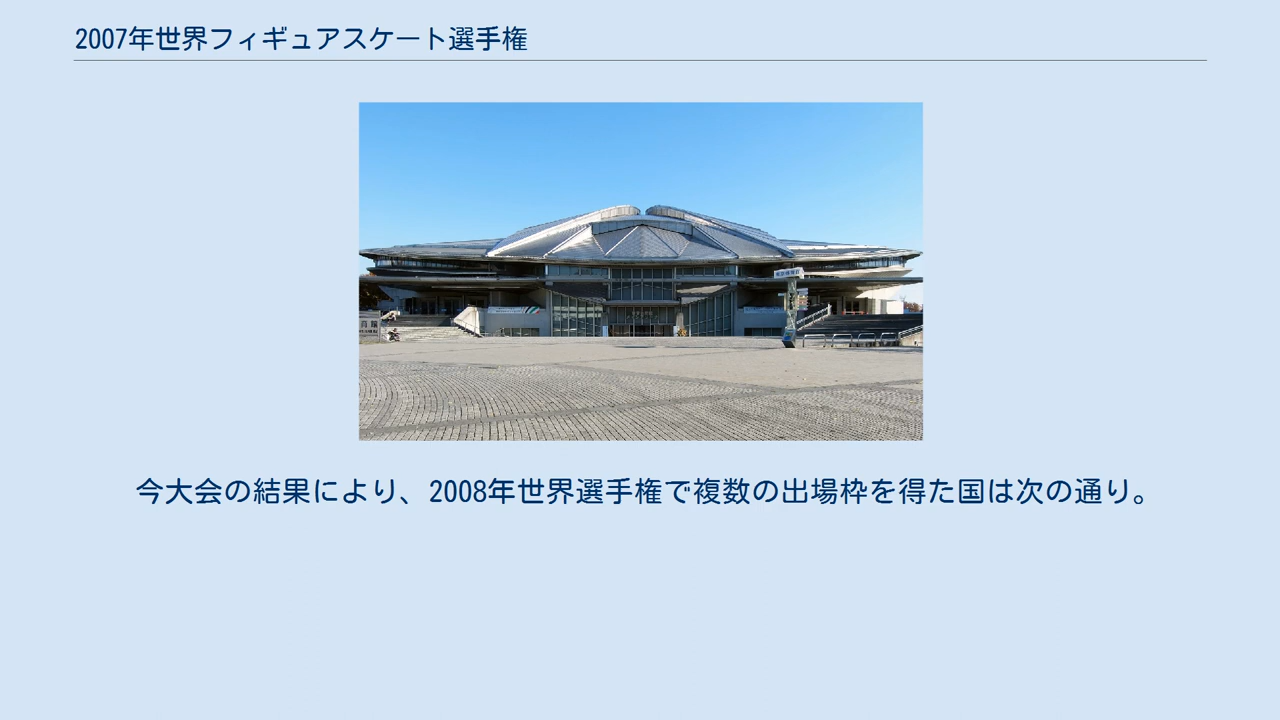 2007年世界フィギュアスケート選手権
今大会の結果により、2008年世界選手権で複数の出場枠を得た国は次の通り。